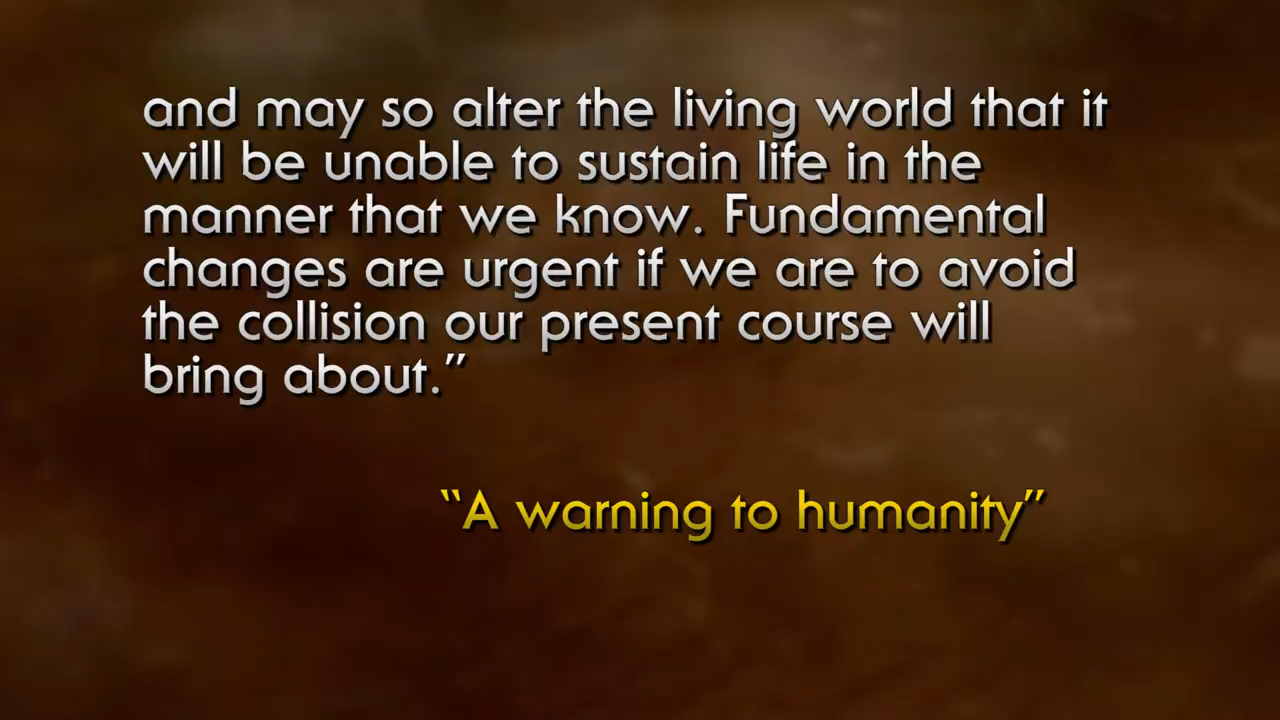 and may so alter the living world that it
will be unable to sustain life in the
manner that we know. Fundamental
changes are urgent if we are to avoid
the collision our present course will
bring about.”
“A warning to humanity”